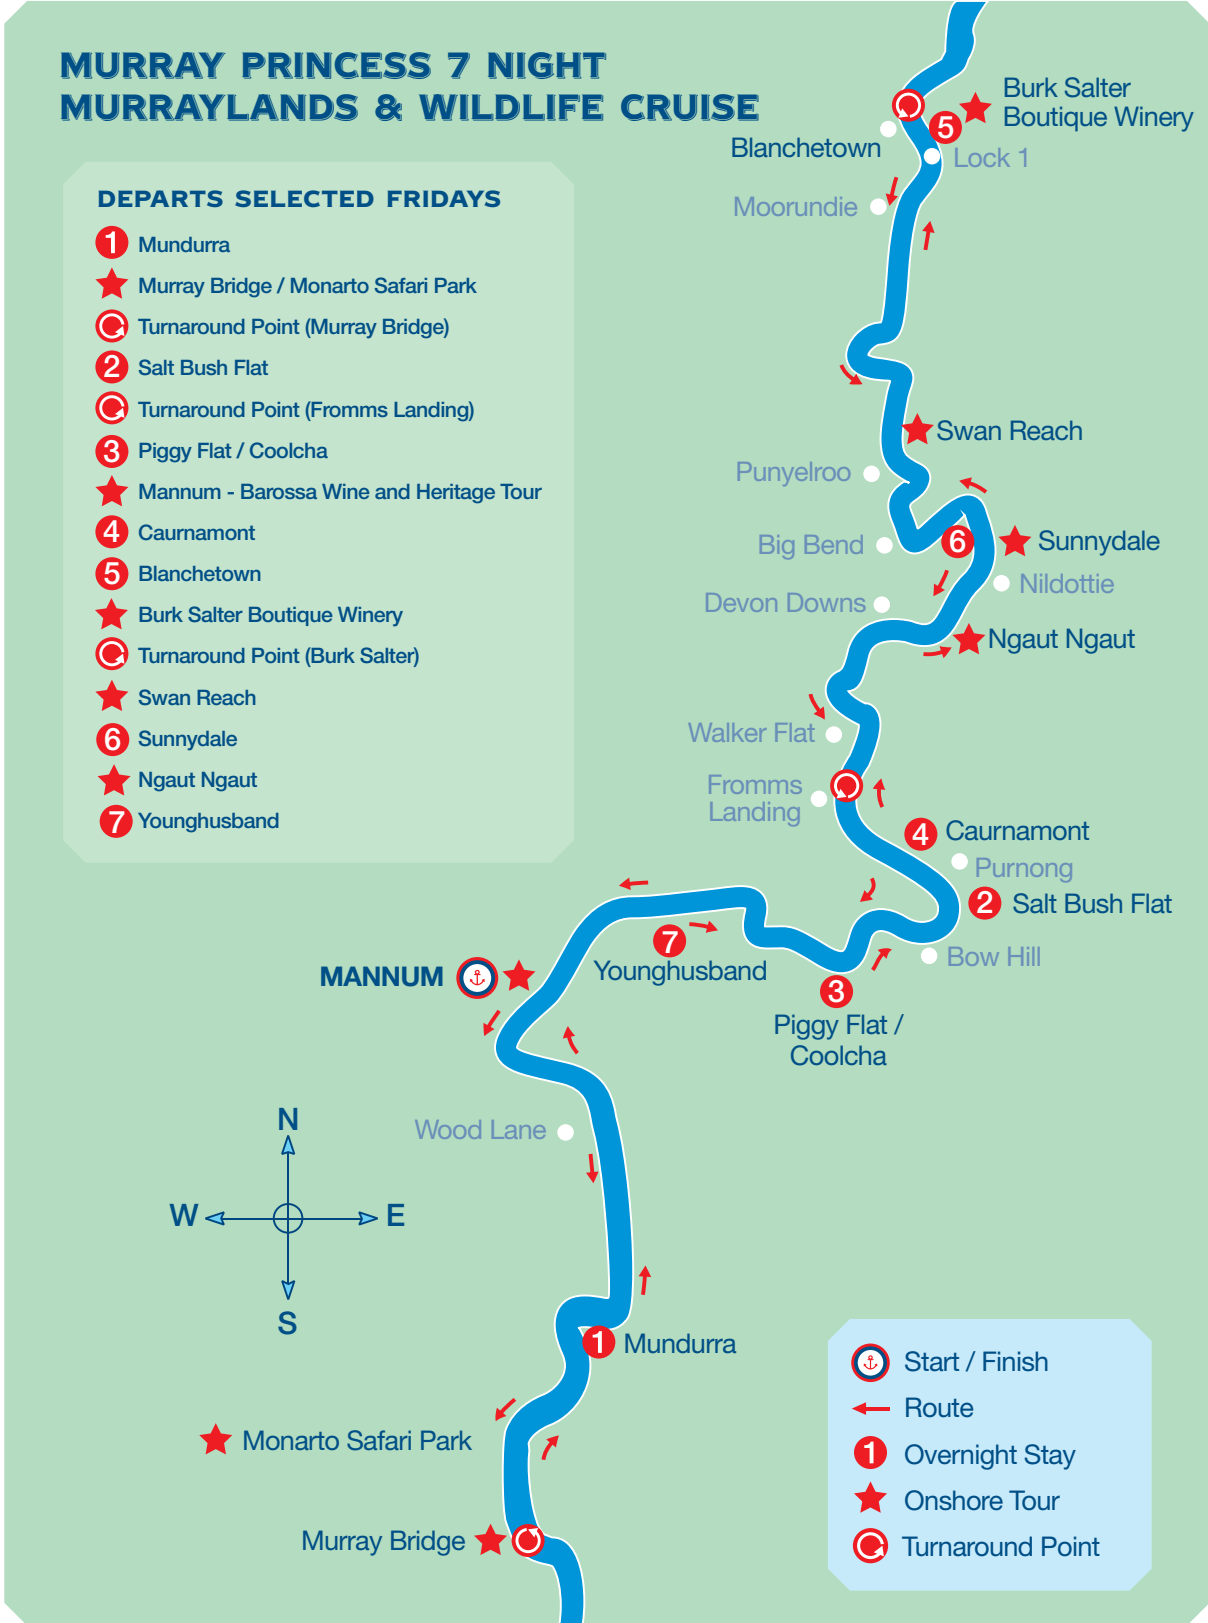 MURRAY PRINCESS 7 NIGHT
MURRAYLANDS & WILDLIFE CRUISE
DEPARTS SELECTED FRIDAYS
1 Mundurra
Murray Bridge / Monarto Safari Park
Turnaround Point (Murray Bridge)
2 Salt Bush Flat
Turnaround Point (Fromms Landing)
3 Piggy Flat / Coolcha
Mannum - Barossa Wine and Heritage Tour
4 Caurnamont
5 Blanchetown
Burk Salter Boutique Winery
Turnaround Point (Burk Salter)
Swan Reach
6 Sunnydale
Ngaut Ngaut
7 Younghusband
Burk Salter
Boutique Winery
5
Blanchetown
Lock 1
Moorundie
Swan Reach
Punyelroo
Big Bend
6
Sunnydale
Nildottie
Devon Downs
Ngaut Ngaut
Walker Flat
Fromms
Landing
4 Caurnamont
Purnong
2 Salt Bush Flat
Bow Hill
7
Younghusband
MANNUM
3
Piggy Flat /
Coolcha
Wood Lane
N
W
E
S
1 Mundurra
Monarto Safari Park
Murray Bridge
Start / Finish
Route
1 Overnight Stay
Onshore Tour
Turnaround Point